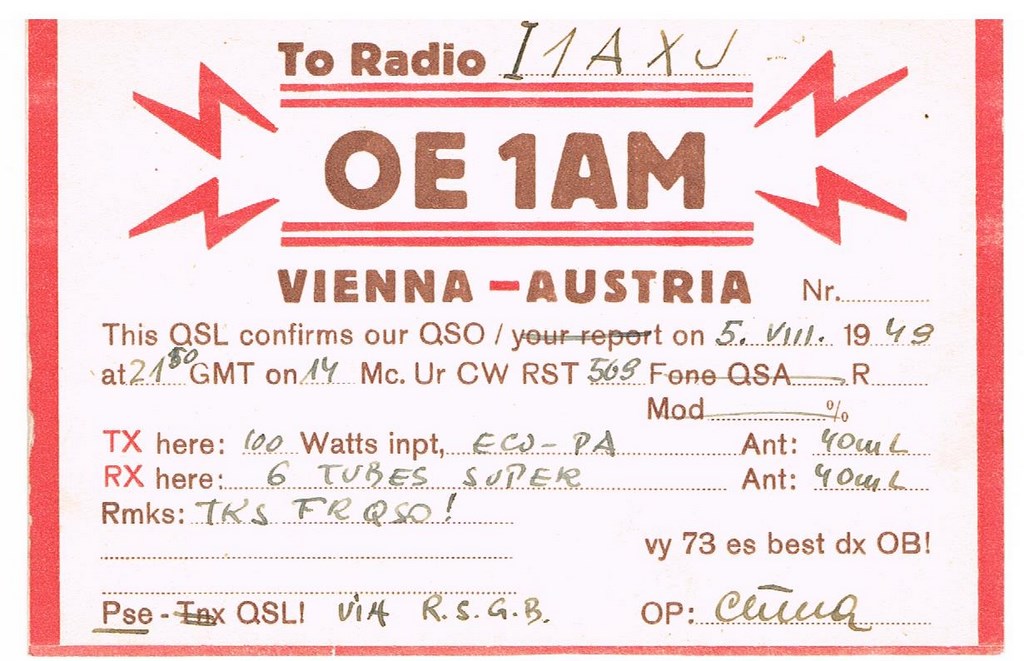 To Radio I1AXJ
OE 1AM
VIENNA - AUSTRIA Nr.
This QSL confirms our QSO / your report on 5. VIII. 1949
at 21 50 GMT on 14 Mc. Ur CW RST 569 Fone QSA R
Mod %
TX here: 100 Watts inpt, ECO - PA Ant: 40m L
RX here: 6 TUBES SUPER Ant: 40m L
Rmks: TKS FR QSO!
vy 73 es best dx OB!
Pse - Tnx QSL! VIA R.S.G.B. OP: